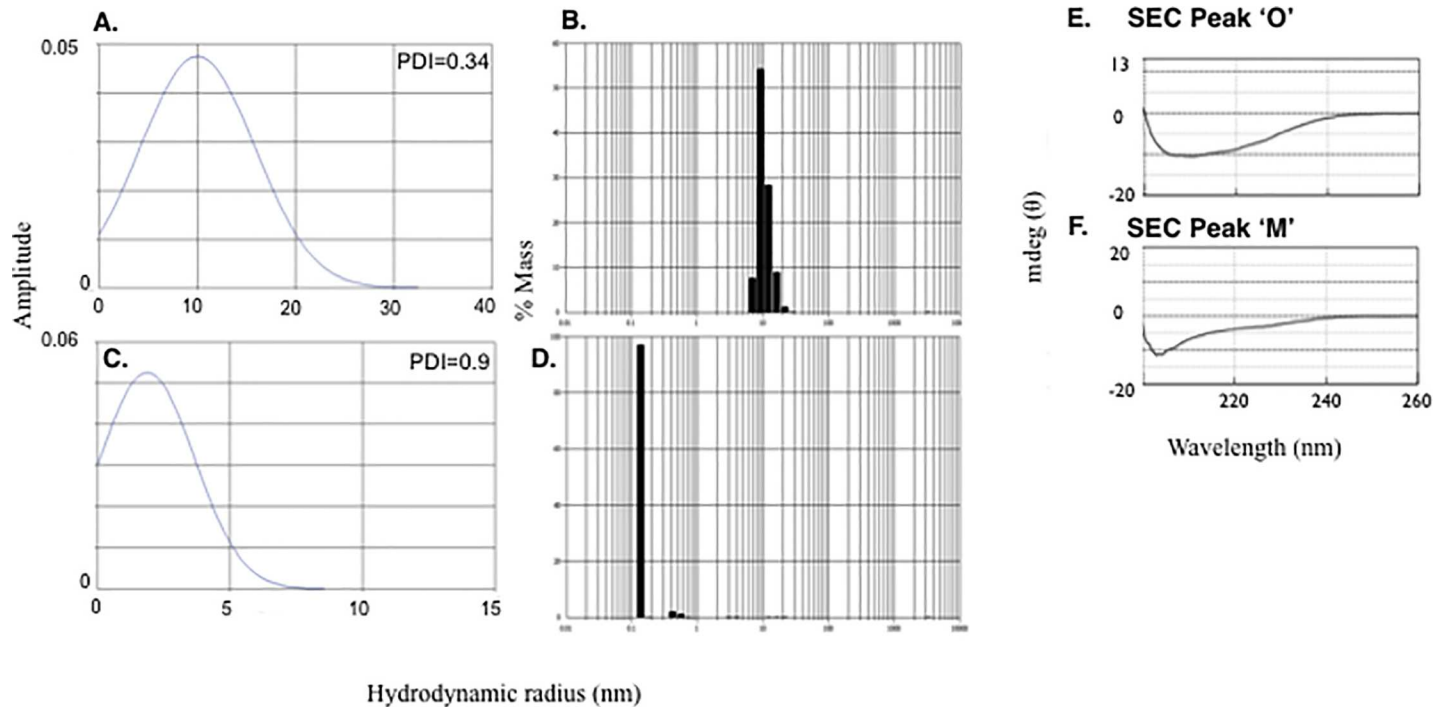 A.
B.
E. SEC Peak ‘O’
0.05
PDI=0.34
0
0 10 20 30 40
13
0
-20
F. SEC Peak ‘M’
20
0
-20
220 240 260
Wavelength (nm)
mdeg (θ)
Amplitude
% Mass
0.06
C.
PDI=0.9
D.
0
0 5 10 15
Hydrodynamic radius (nm)